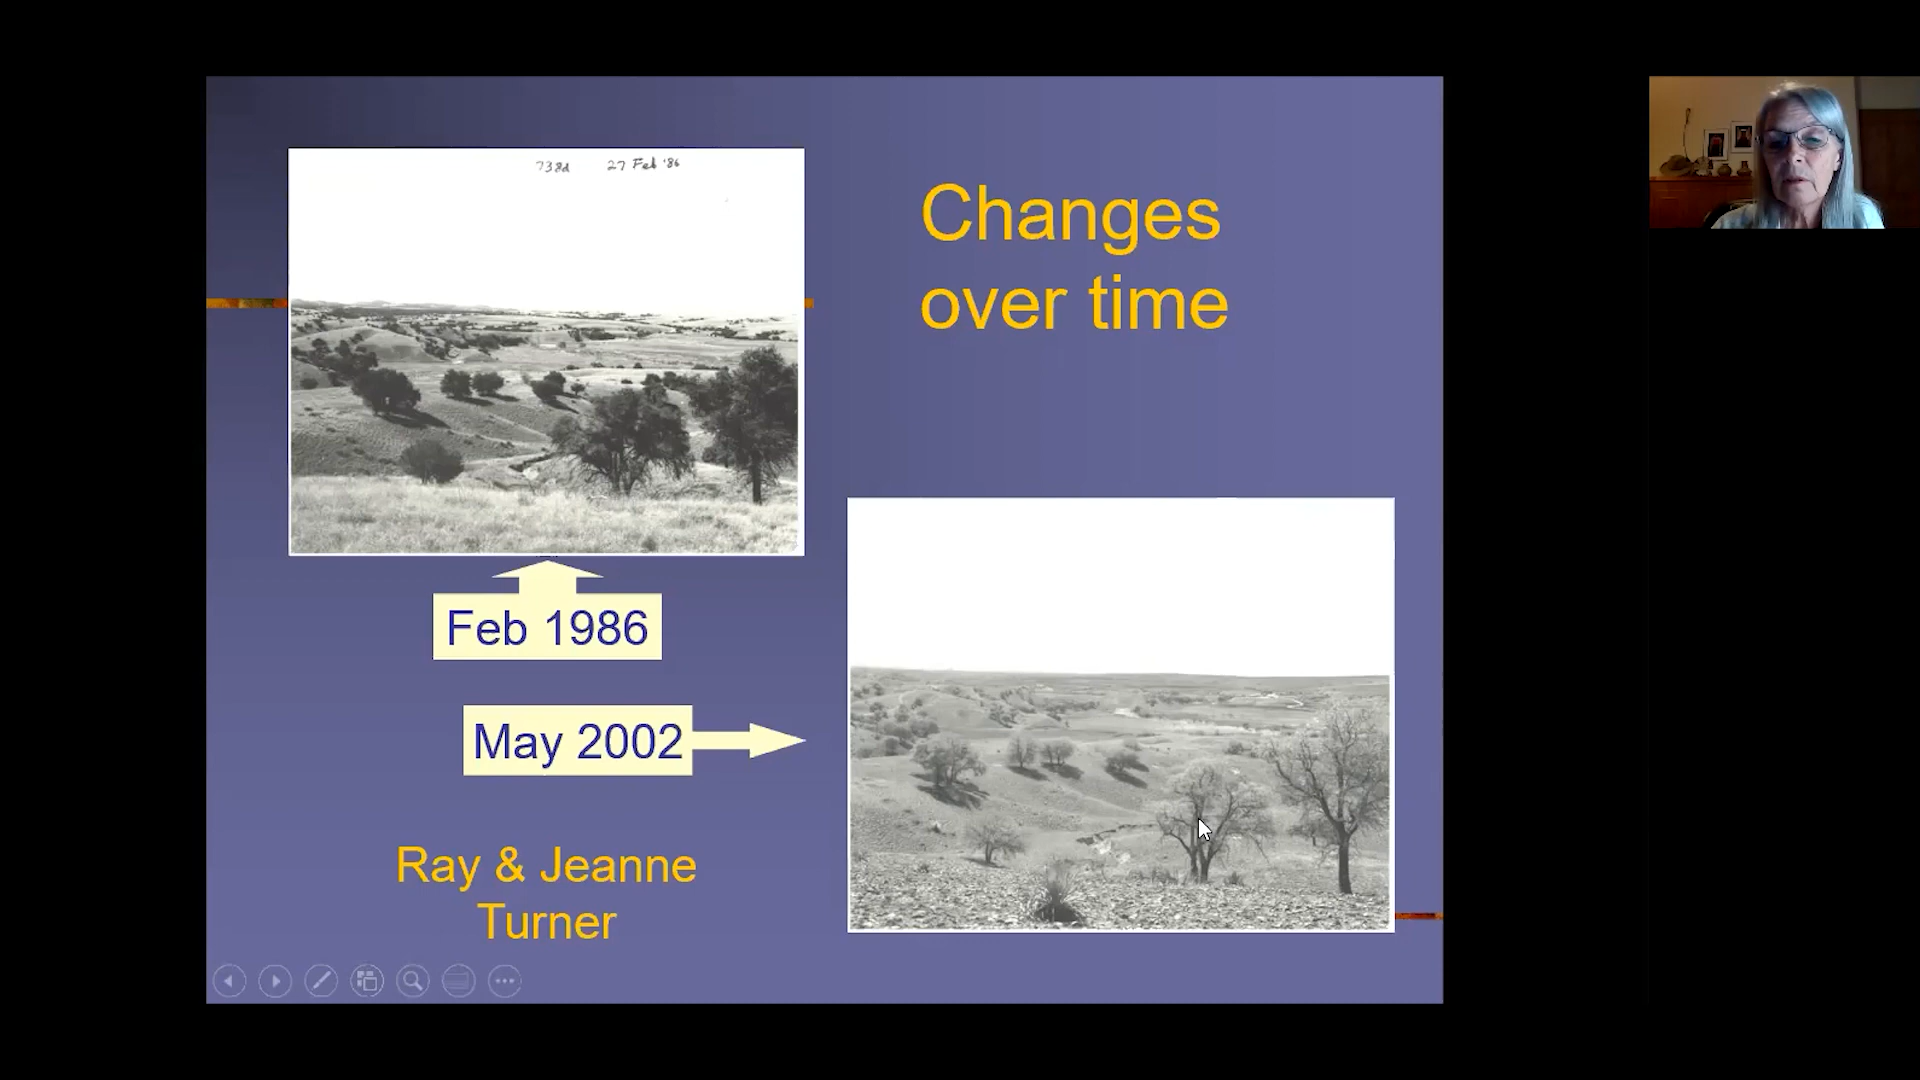 738d 27 Feb '86
Changes
over time
Feb 1986
May 2002
Ray & Jeanne
Turner